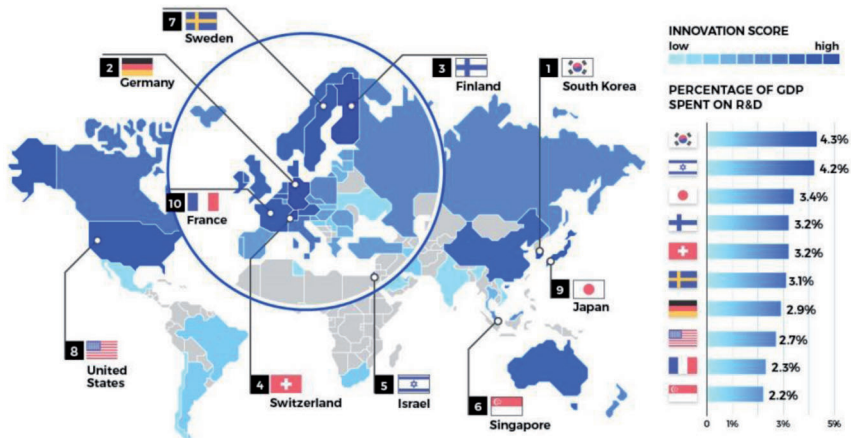 7
Sweden
2
Germany
3
Finland
1
South Korea
10
France
8
United
States
4
Switzerland
5
Israel
6
Singapore
9
Japan
INNOVATION SCORE
low high
PERCENTAGE OF GDP
SPENT ON R&D
4.3%
4.2%
3.4%
3.2%
3.2%
3.1%
2.9%
2.7%
2.3%
2.2%
0 1% 3% 5%